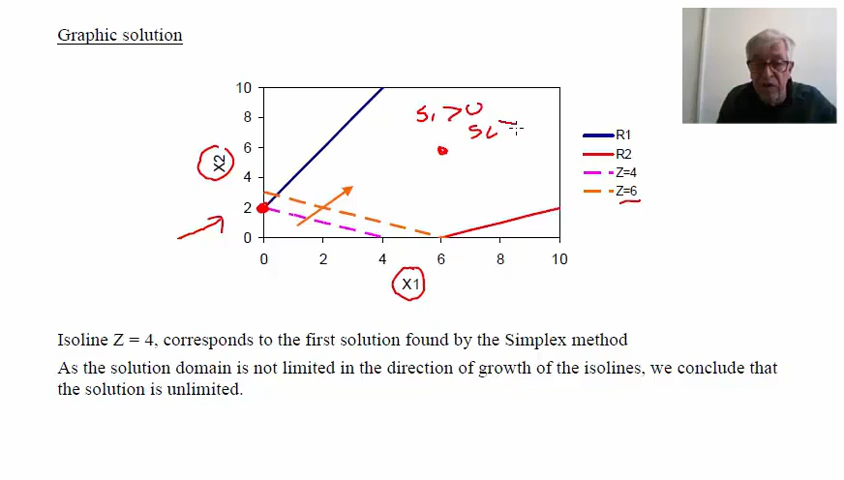 Graphic solution
10
8
6
4
2
0
X2
0 2 4 6 8 10
X1
S1 >0
R1
R2
Z=4
Z=6
Isoline Z = 4, corresponds to the first solution found by the Simplex method
As the solution domain is not limited in the direction of growth of the isolines, we conclude that
the solution is unlimited.